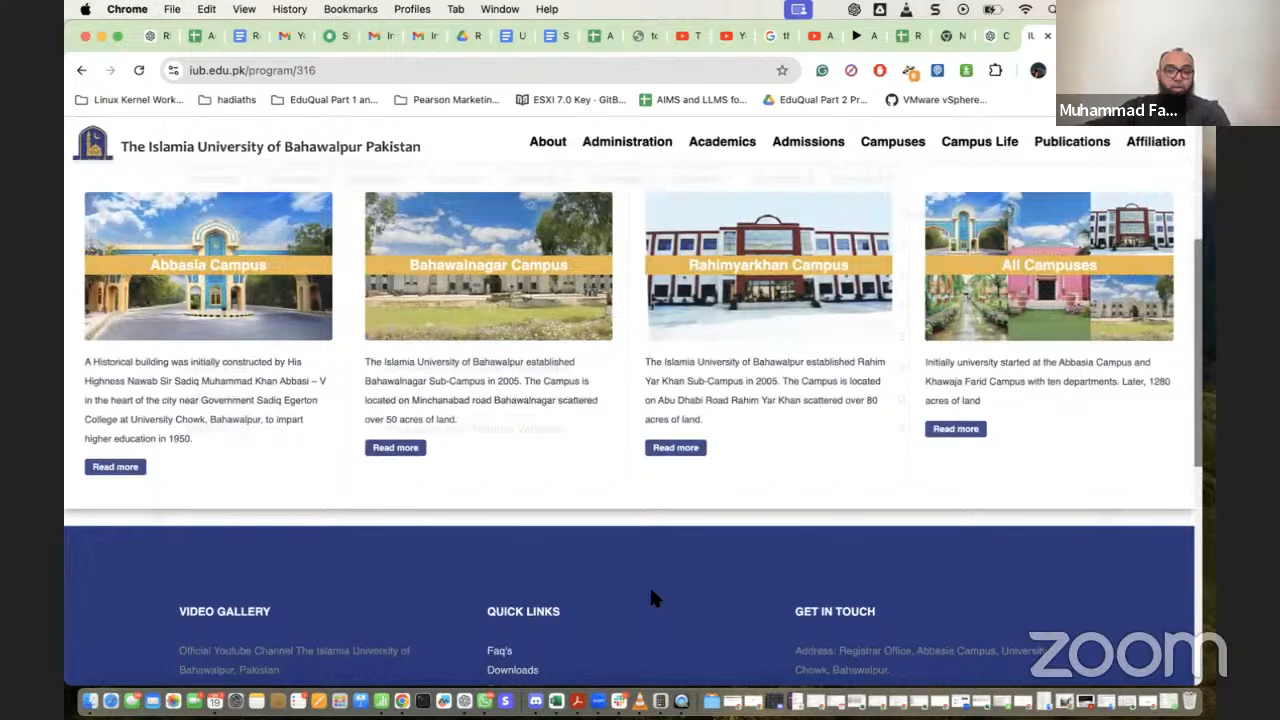 Chrome File Edit View History Bookmarks Profiles Tab Window Help
iub.edu.pk/program/316
Linux Kernel Work... hadiaths EduQual Part 1 an... Pearson Marketin... ESXI 7.0 Key · GitB... AIMS and LLMS fo... EduQual Part 2 Pr... VMware vSphere...
Muhammad Fa...
The Islamia University of Bahawalpur Pakistan
About Administration Academics Admissions Campuses Campus Life Publications Affiliation
Abbasia Campus
A Historical building was initially constructed by His
Highness Nawab Sir Sadiq Muhammad Khan Abbasi – V
in the heart of the city near Government Sadiq Egerton
College at University Chowk, Bahawalpur, to impart
higher education in 1950.
Read more
Bahawalnagar Campus
The Islamia University of Bahawalpur established
Bahawalnagar Sub-Campus in 2005. The Campus is
located on Minchanabad road Bahawalnagar scattered
over 50 acres of land.
Read more
Rahimyarkhan Campus
The Islamia University of Bahawalpur established Rahim
Yar Khan Sub-Campus in 2005. The Campus is located
on Abu Dhabi Road Rahim Yar Khan scattered over 80
acres of land.
Read more
All Campuses
Initially university started at the Abbasia Campus and
Khawaja Farid Campus with ten departments. Later, 1280
acres of land
Read more
VIDEO GALLERY
Official Youtube Channel The Islamia University of
Bahawalpur, Pakistan
QUICK LINKS
Faq's
Downloads
GET IN TOUCH
Address: Registrar Office, Abbasia Campus, University
Chowk, Bahawalpur.
zoom